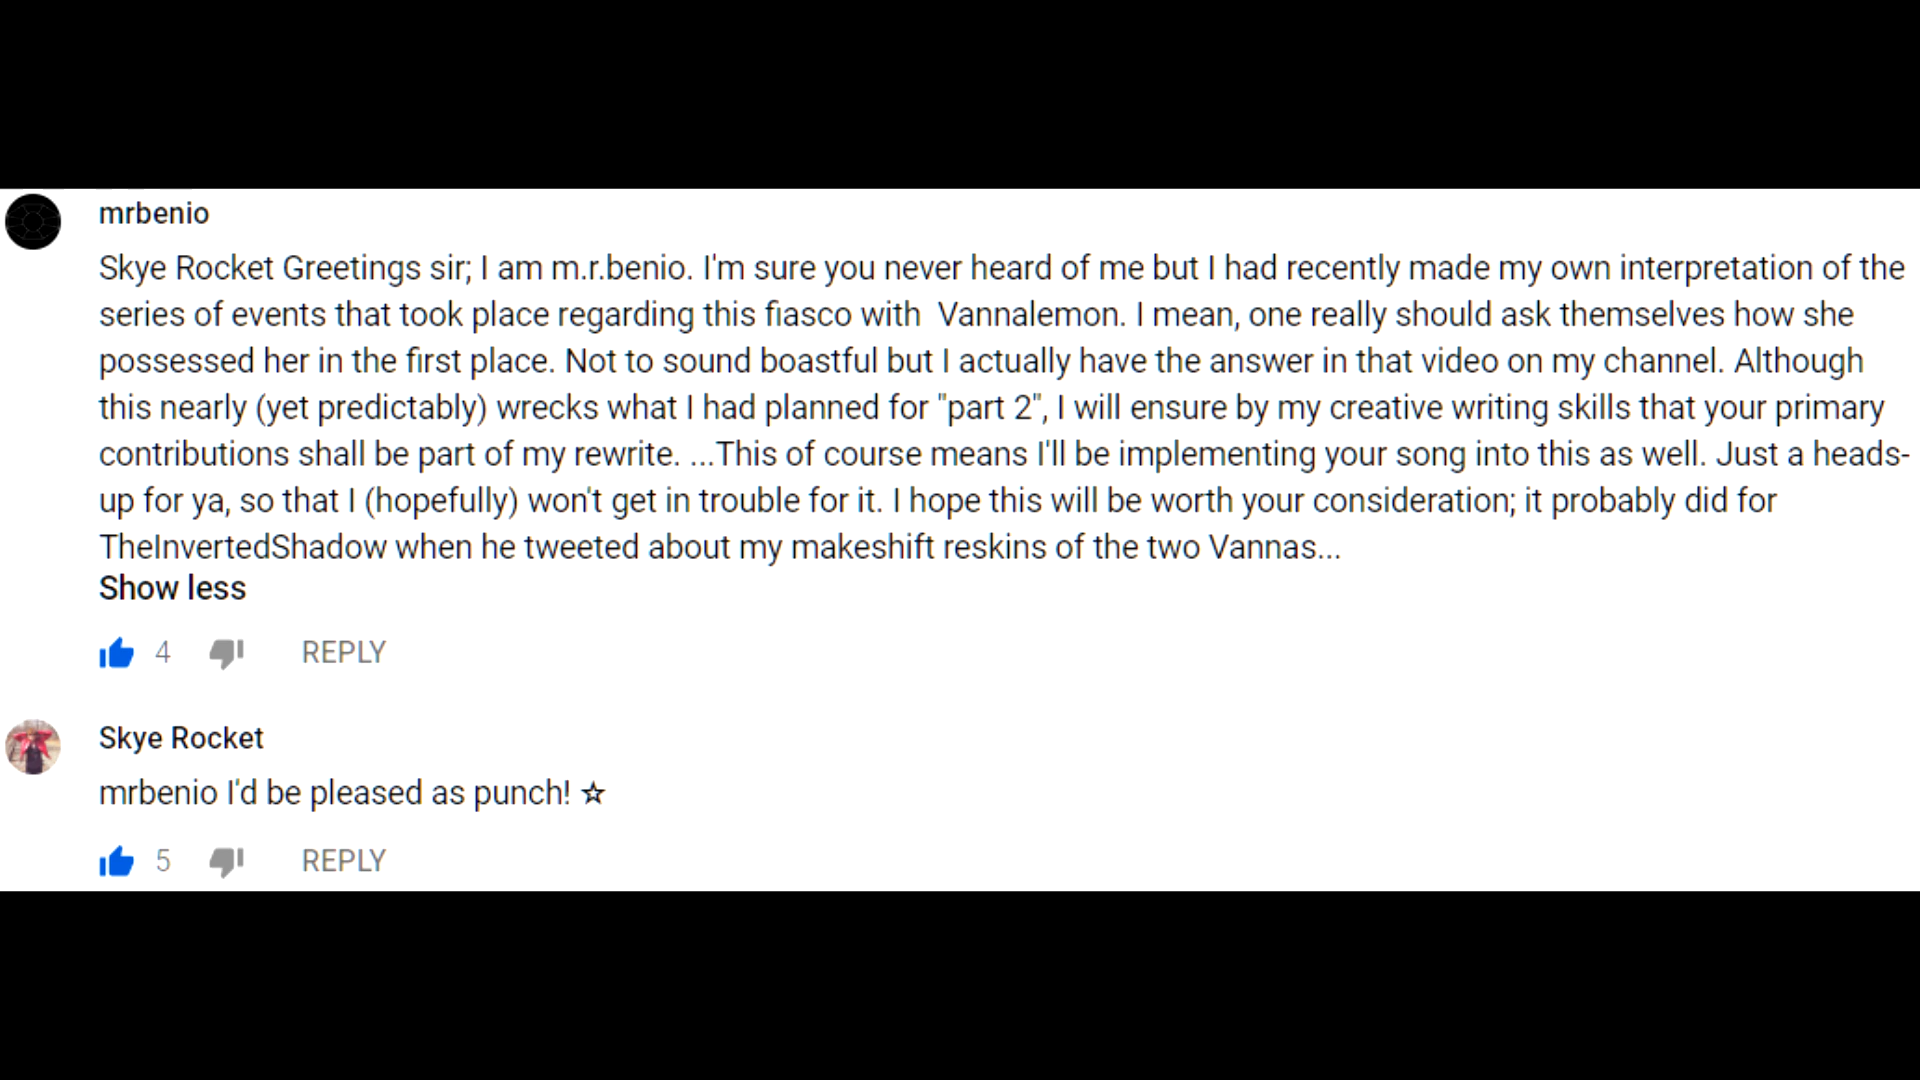 mrbenio
Skye Rocket Greetings sir; I am m.r.benio. I'm sure you never heard of me but I had recently made my own interpretation of the
series of events that took place regarding this fiasco with  Vannalemon. I mean, one really should ask themselves how she
possessed her in the first place. Not to sound boastful but I actually have the answer in that video on my channel. Although
this nearly (yet predictably) wrecks what I had planned for "part 2", I will ensure by my creative writing skills that your primary
contributions shall be part of my rewrite. ...This of course means I'll be implementing your song into this as well. Just a heads-
up for ya, so that I (hopefully) won't get in trouble for it. I hope this will be worth your consideration; it probably did for
TheInvertedShadow when he tweeted about my makeshift reskins of the two Vannas...
Show less
4 REPLY
Skye Rocket
mrbenio I'd be pleased as punch! ☆
5 REPLY